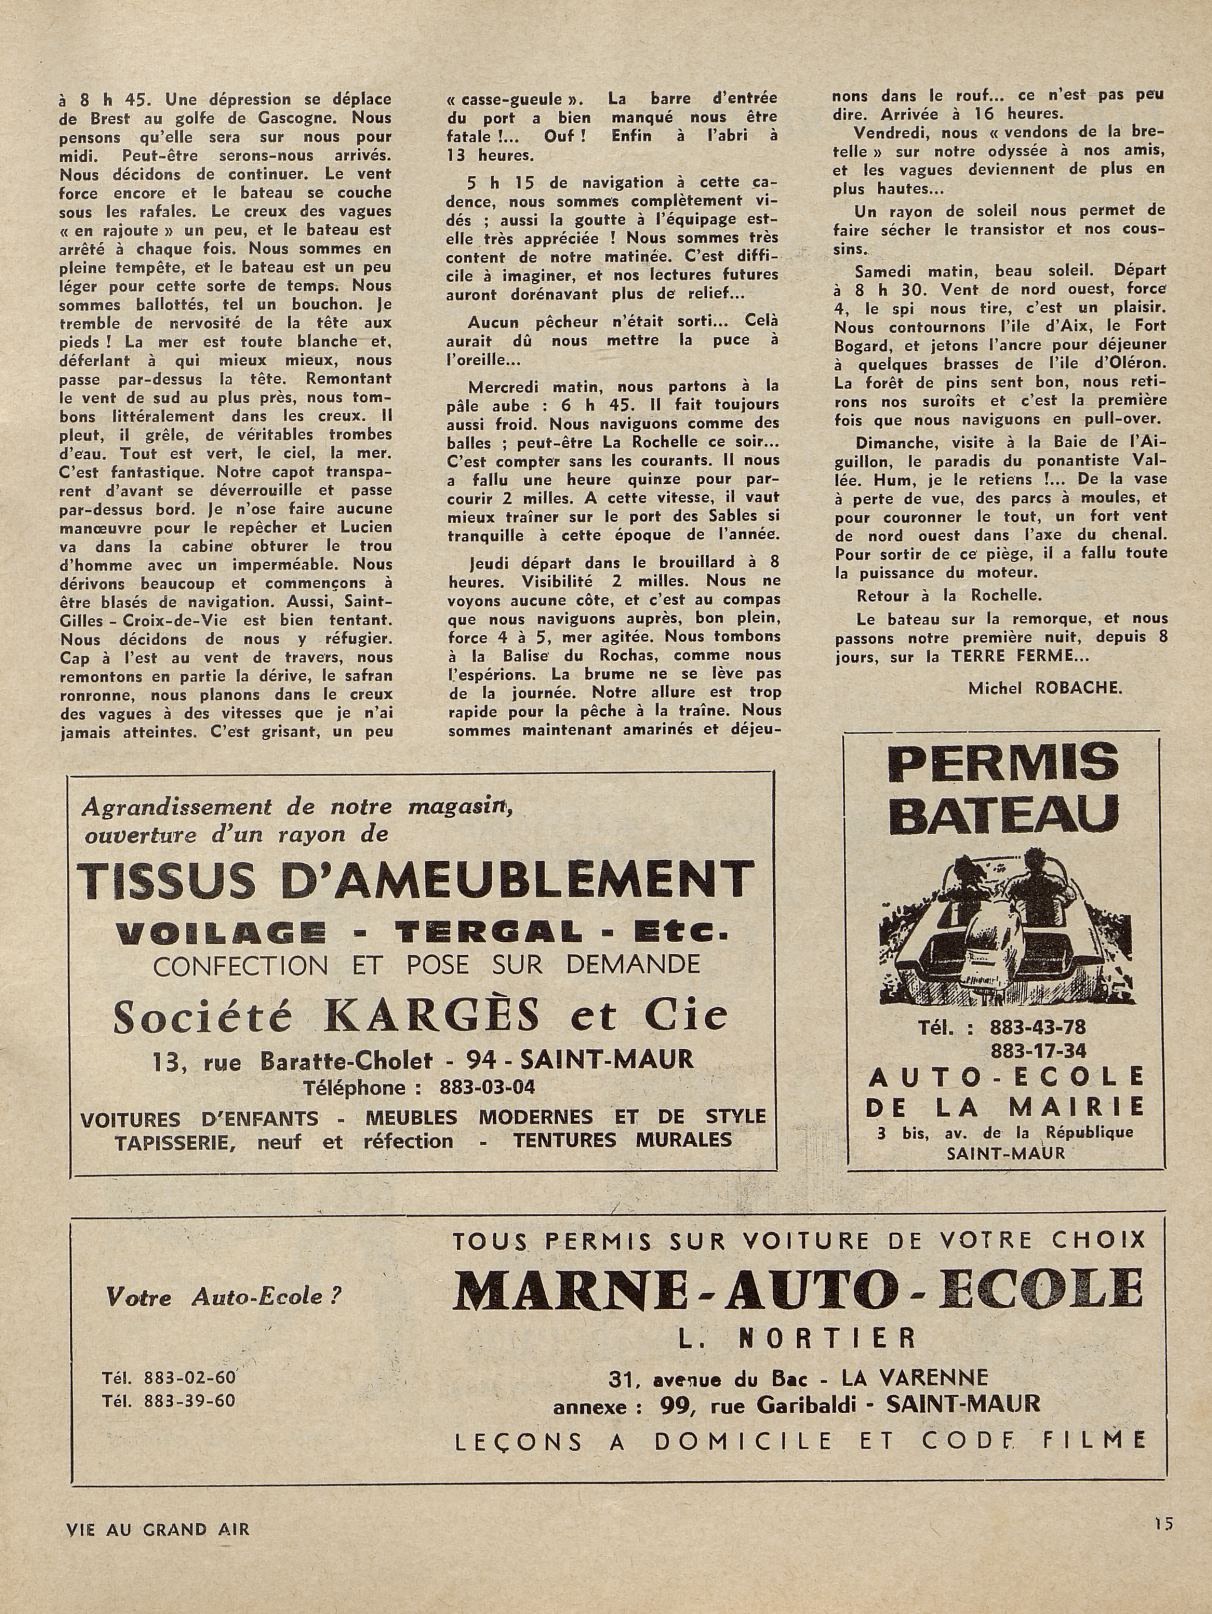 à 8 h 45. Une dépression se déplace
de Brest au golfe de Gascogne. Nous
pensons qu'elle sera sur nous pour
midi. Peut-être serons-nous arrivés.
Nous décidons de continuer. Le vent
force encore et le bateau se couche
sous les rafales. Le creux des vagues
« en rajoute » un peu, et le bateau est
arrêté à chaque fois. Nous sommes en
pleine tempête, et le bateau est un peu
léger pour cette sorte de temps. Nous
sommes ballottés, tel un bouchon. Je
tremble de nervosité de la tête aux
pieds ! La mer est toute blanche et,
déferlant à qui mieux mieux, nous
passe par-dessus la tête. Remontant
le vent de sud au plus près, nous tom-
bons littéralement dans les creux. Il
pleut, il grêle, de véritables trombes
d'eau. Tout est vert, le ciel, la mer.
C'est fantastique. Notre capot transpa-
rent d'avant se déverrouille et passe
par-dessus bord. Je n'ose faire aucune
manœuvre pour le repêcher et Lucien
va dans la cabine obturer le trou
d'homme avec un imperméable. Nous
dérivons beaucoup et commençons à
être blasés de navigation. Aussi, Saint-
Gilles - Croix-de-Vie est bien tentant.
Nous décidons de nous y réfugier.
Cap à l'est au vent de travers, nous
remontons en partie la dérive, le safran
ronronne, nous planons dans le creux
des vagues à des vitesses que je n'ai
jamais atteintes. C'est grisant, un peu
« casse-gueule ». La barre d'entrée
du port a bien manqué nous être
fatale !... Ouf ! Enfin à l'abri à
13 heures.
5 h 15 de navigation à cette ca-
dence, nous sommes complètement vi-
dés ; aussi la goutte à l'équipage est-
elle très appréciée ! Nous sommes très
content de notre matinée. C'est diffi-
cile à imaginer, et nos lectures futures
auront dorénavant plus de relief...
Aucun pêcheur n'était sorti... Celà
aurait dû nous mettre la puce à
l'oreille...
Mercredi matin, nous partons à la
pâle aube : 6 h 45. Il fait toujours
aussi froid. Nous naviguons comme des
balles ; peut-être La Rochelle ce soir...
C'est compter sans les courants. Il nous
a fallu une heure quinze pour par-
courir 2 milles. A cette vitesse, il vaut
mieux traîner sur le port des Sables si
tranquille à cette époque de l'année.
Jeudi départ dans le brouillard à 8
heures. Visibilité 2 milles. Nous ne
voyons aucune côte, et c'est au compas
que nous naviguons auprès, bon plein,
force 4 à 5, mer agitée. Nous tombons
à la Balise du Rochas, comme nous
l'espérions. La brume ne se lève pas
de la journée. Notre allure est trop
rapide pour la pêche à la traîne. Nous
sommes maintenant amarinés et déjeu-
nons dans le rouf... ce n'est pas peu
dire. Arrivée à 16 heures.
Vendredi, nous « vendons de la bre-
telle » sur notre odyssée à nos amis,
et les vagues deviennent de plus en
plus hautes...
Un rayon de soleil nous permet de
faire sécher le transistor et nos cous-
sins.
Samedi matin, beau soleil. Départ
à 8 h 30. Vent de nord ouest, force
4, le spi nous tire, c'est un plaisir.
Nous contournons l'ile d'Aix, le Fort
Bogard, et jetons l'ancre pour déjeuner
à quelques brasses de l'ile d'Oléron.
La forêt de pins sent bon, nous reti-
rons nos suroîts et c'est la première
fois que nous naviguons en pull-over.
Dimanche, visite à la Baie de l'Ai-
guillon, le paradis du ponantiste Val-
lée. Hum, je le retiens !... De la vase
à perte de vue, des parcs à moules, et
pour couronner le tout, un fort vent
de nord ouest dans l'axe du chenal.
Pour sortir de ce piège, il a fallu toute
la puissance du moteur.
Retour à la Rochelle.
Le bateau sur la remorque, et nous
passons notre première nuit, depuis 8
jours, sur la TERRE FERME...
Michel ROBACHE.
Agrandissement de notre magasin,
ouverture d'un rayon de
TISSUS D'AMEUBLEMENT
VOILAGE - TERGAL - Etc.
CONFECTION ET POSE SUR DEMANDE
Société KARGÈS et Cie
13, rue Baratte-Cholet - 94 - SAINT-MAUR
Téléphone : 883-03-04
VOITURES D'ENFANTS - MEUBLES MODERNES ET DE STYLE
TAPISSERIE, neuf et réfection - TENTURES MURALES
PERMIS
BATEAU
Tél. : 883-43-78
883-17-34
AUTO-ECOLE
DE LA MAIRIE
3 bis, av. de la République
SAINT-MAUR
Votre Auto-Ecole ?
Tél. 883-02-60
Tél. 883-39-60
TOUS PERMIS SUR VOITURE DE VOTRE CHOIX
MARNE-AUTO-ECOLE
L. NORTIER
31, avenue du Bac - LA VARENNE
annexe : 99, rue Garibaldi - SAINT-MAUR
LEÇONS A DOMICILE ET CODE FILME
VIE AU GRAND AIR
15